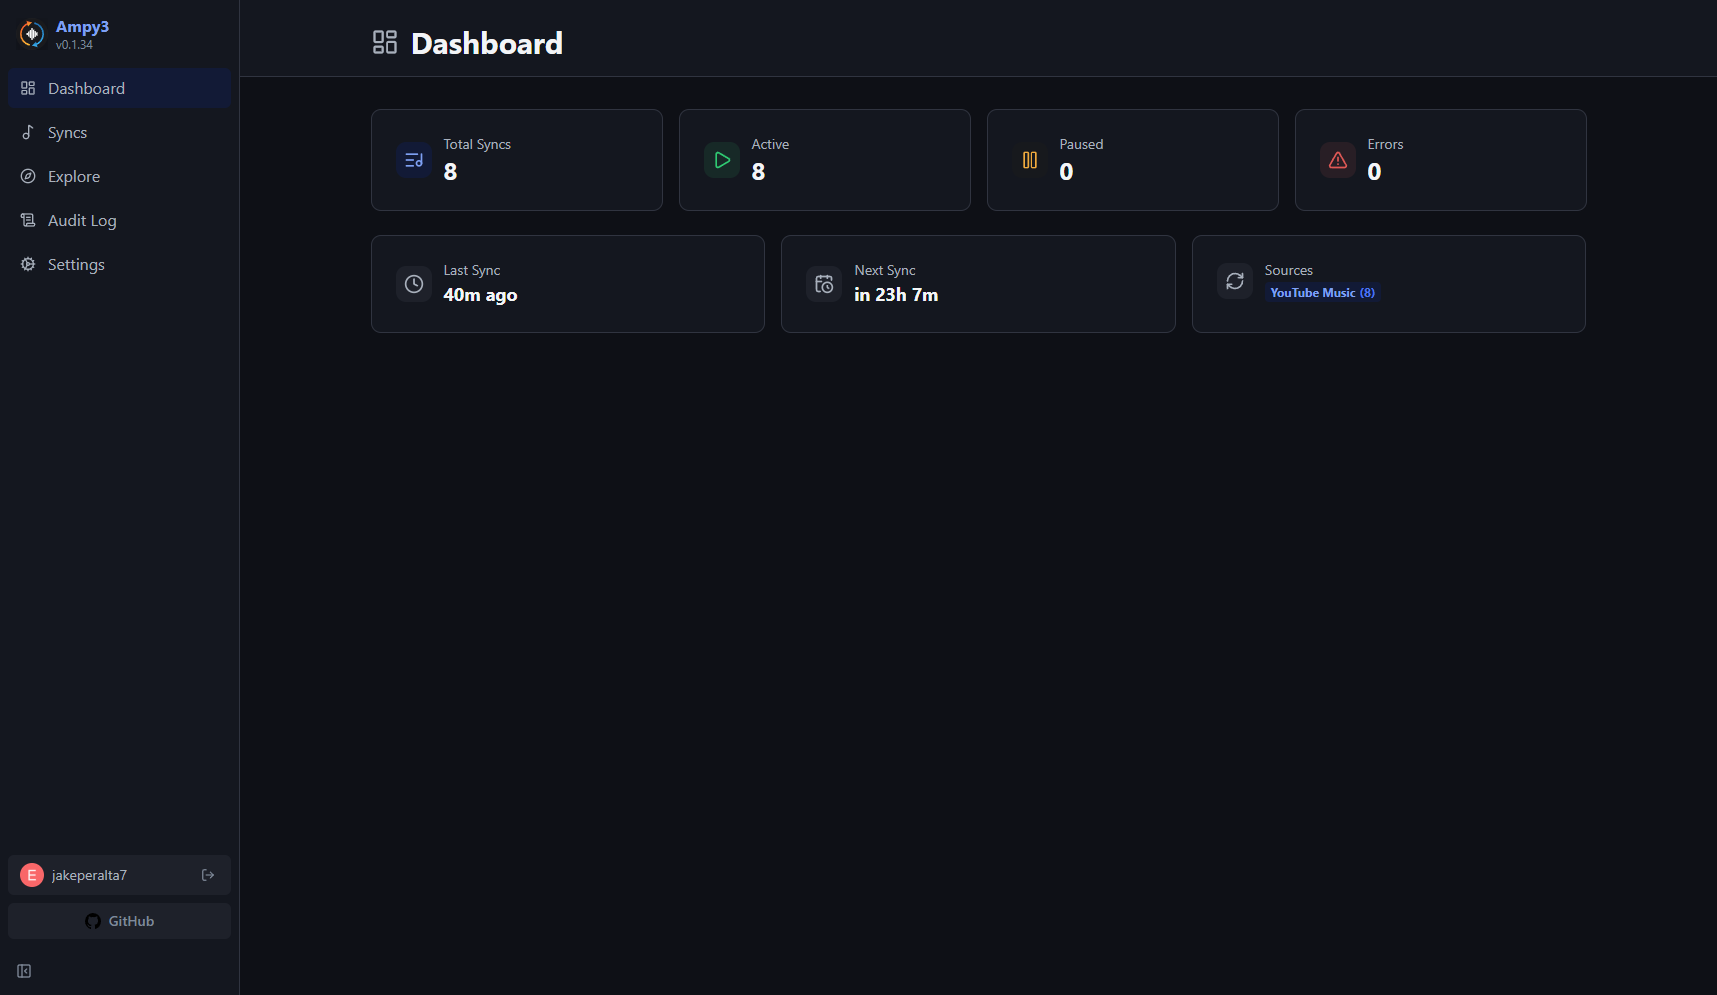 Ampy3
v0.1.34
Dashboard
Syncs
Explore
Audit Log
Settings
E jakeperalta7
GitHub
Dashboard
Total Syncs
8
Active
8
Paused
0
Errors
0
Last Sync
40m ago
Next Sync
in 23h 7m
Sources
YouTube Music (8)